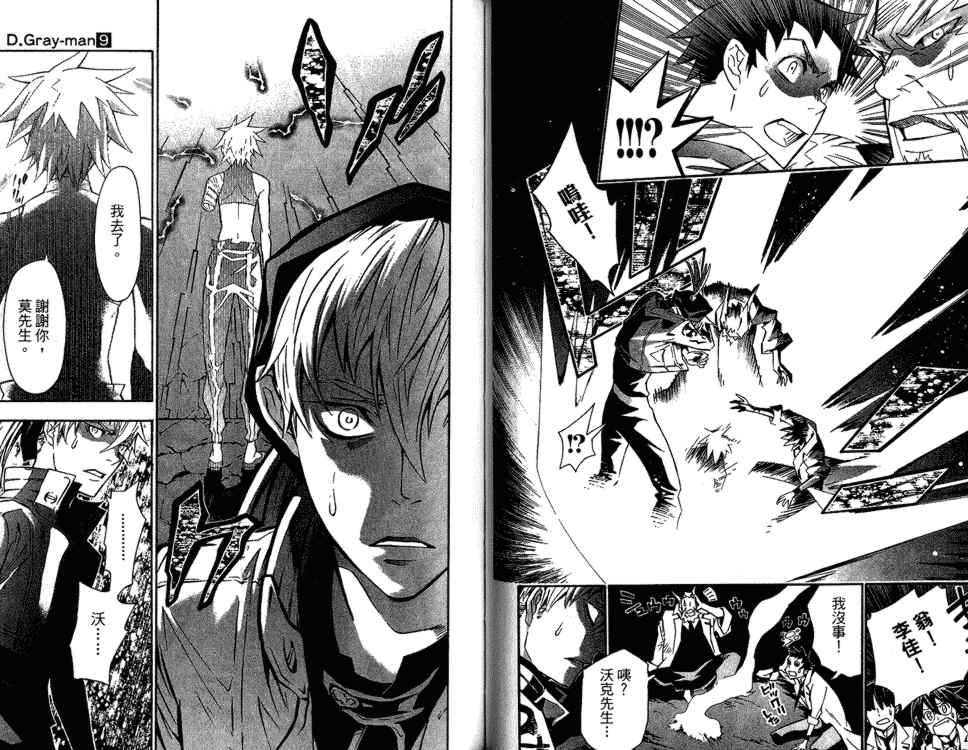 !!!!?
嗚哇！
!?
翁！
李佳！
我沒事！
咦？
沃克先生…
D.Gray-man 9
我去了。
謝謝你，
莫先生。
…………
沃……